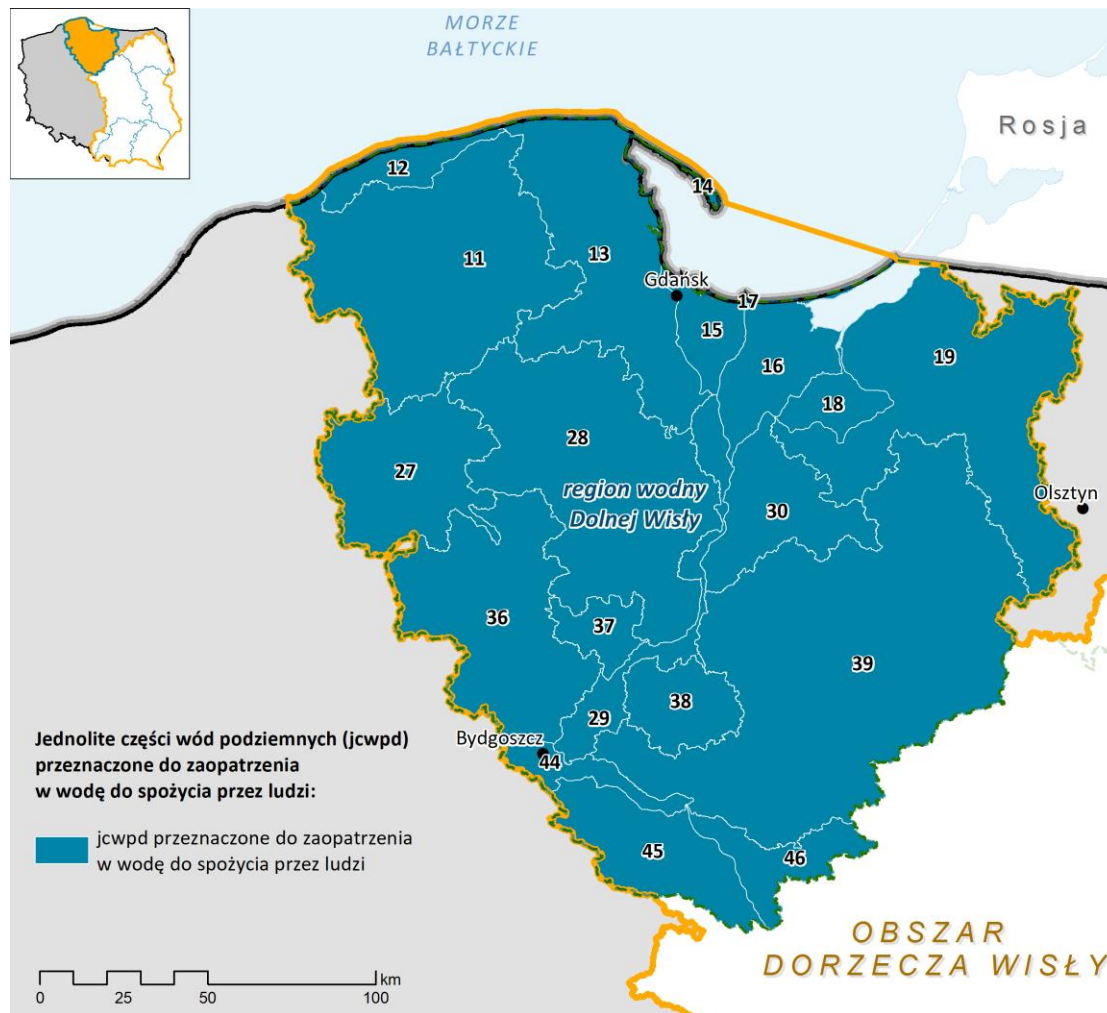 MORZE
BAŁTYCKIE
Rosja
12
14
11
13
Gdańsk
17
15
19
16
18
28
27
region wodny
Dolnej Wisły
30
Olsztyn
36
37
39
38
29
Bydgoszcz
44
45
46
Jednolite części wód podziemnych (jcwpd)
przeznaczone do zaopatrzenia
w wodę do spożycia przez ludzi:
jcwpd przeznaczone do zaopatrzenia
w wodę do spożycia przez ludzi
OBSZAR
DORZECZA WISŁY
km
0 25 50 100